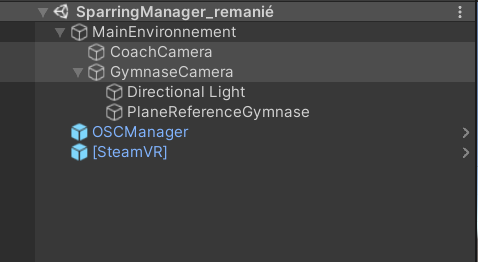 SparringManager_remanié
MainEnvironnement
CoachCamera
GymnaseCamera
Directional Light
PlaneReferenceGymnase
OSCManager
[SteamVR]